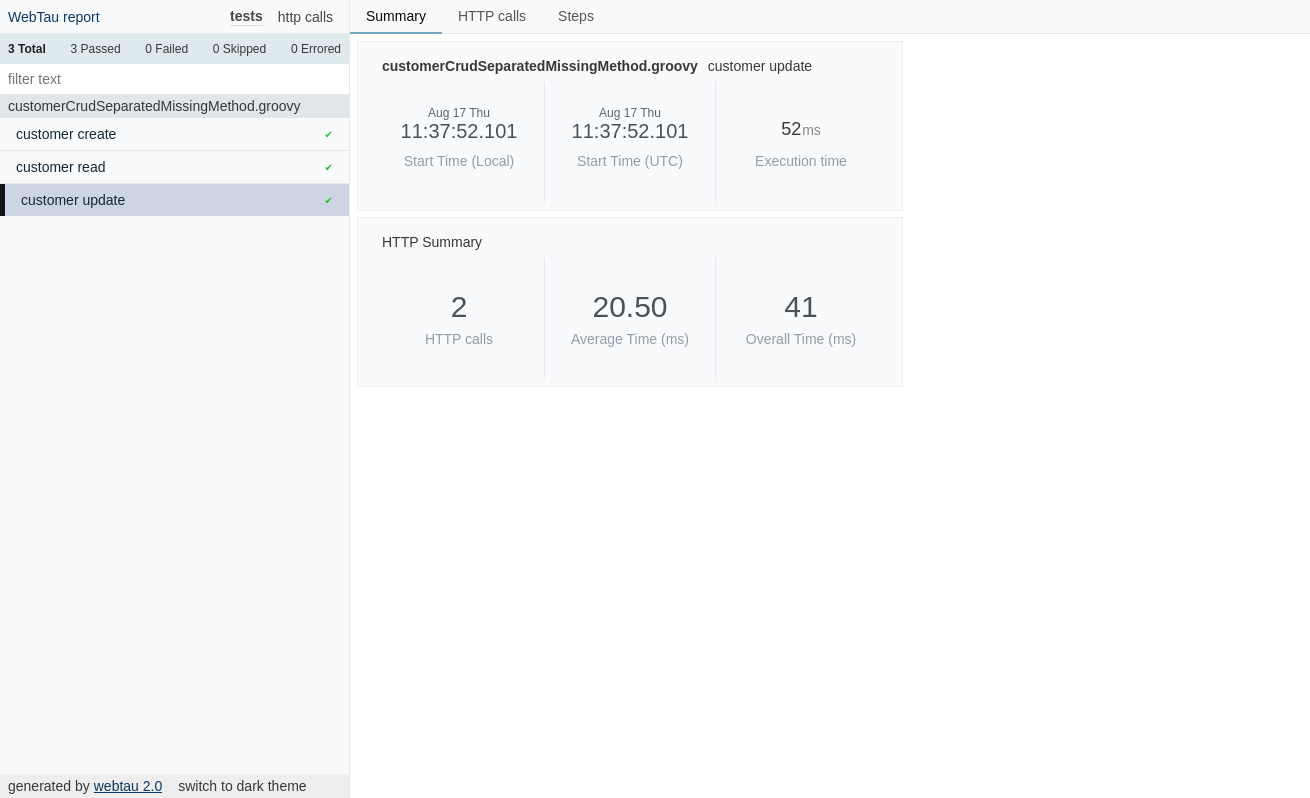 WebTau report tests http calls
3 Total 3 Passed 0 Failed 0 Skipped 0 Errored
filter text
customerCrudSeparatedMissingMethod.groovy
customer create ✔
customer read ✔
customer update ✔
generated by webtau 2.0 switch to dark theme
Summary HTTP calls Steps
customerCrudSeparatedMissingMethod.groovy customer update
Aug 17 Thu
11:37:52.101
Start Time (Local)
Aug 17 Thu
11:37:52.101
Start Time (UTC)
52 ms
Execution time
HTTP Summary
2
HTTP calls
20.50
Average Time (ms)
41
Overall Time (ms)